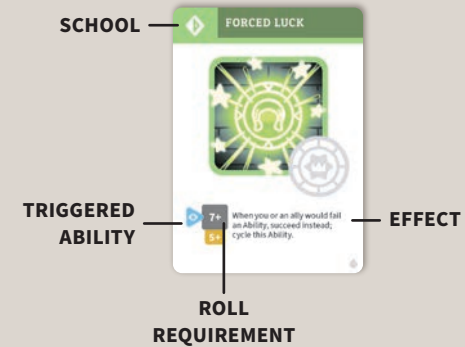 SCHOOL
FORCED LUCK
TRIGGERED
ABILITY
7+
5+
When you or an ally would fail
an Ability, succeed instead;
cycle this Ability.
EFFECT
ROLL
REQUIREMENT